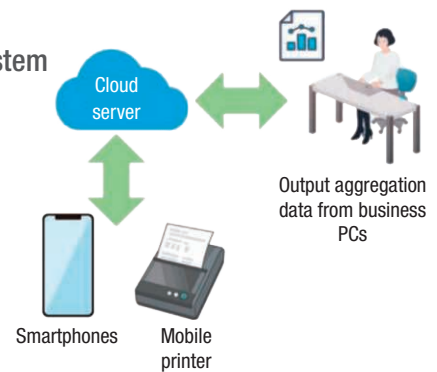 stem
Cloud
server
Output aggregation
data from business
PCs
Smartphones
Mobile
printer